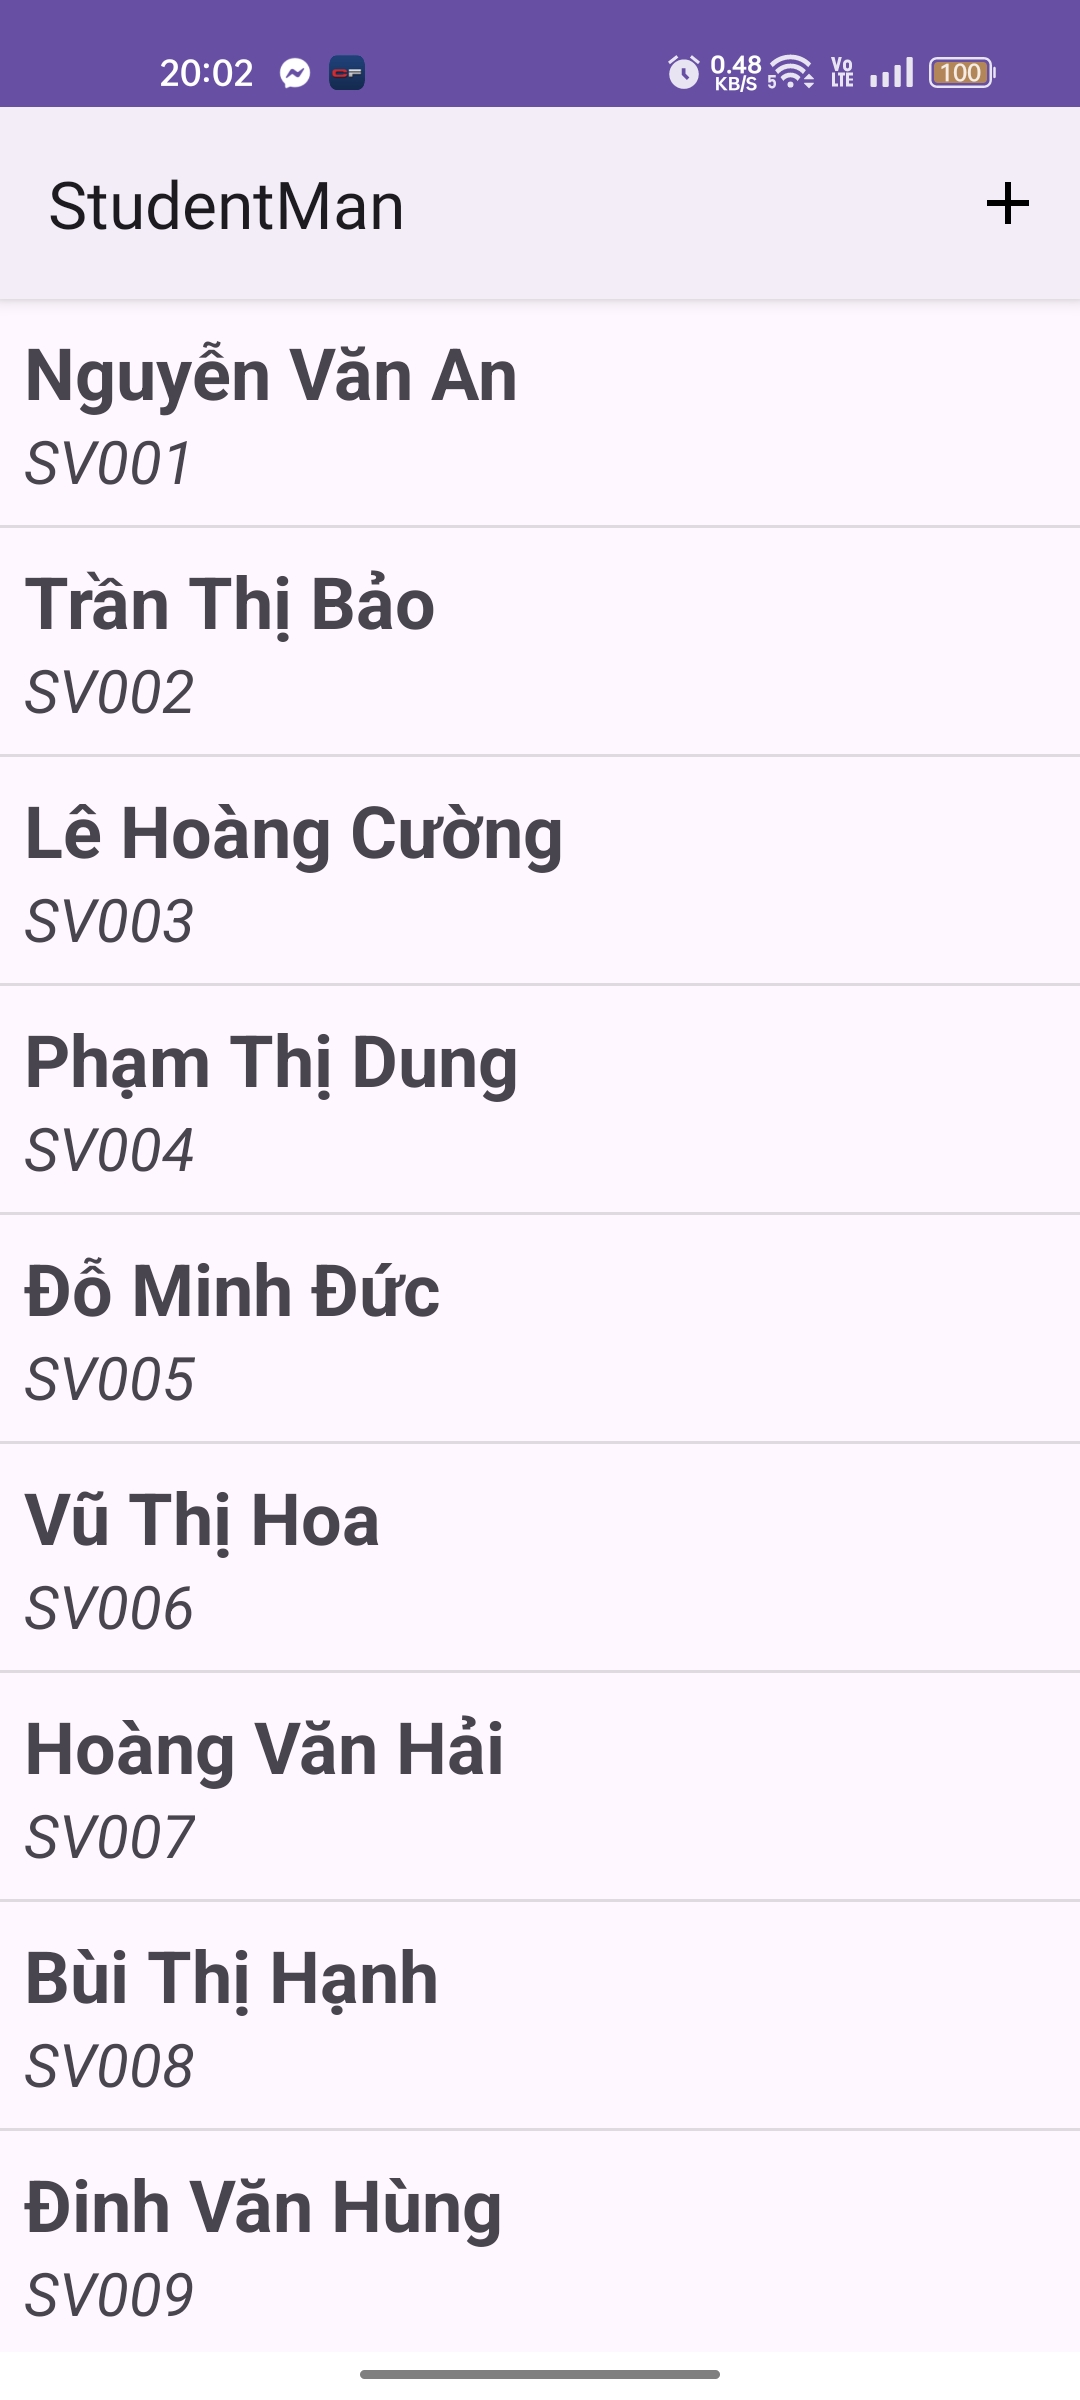 20:02 CF 0.48 KB/S 5 Vo LTE 100
StudentMan +
Nguyễn Văn An
SV001
Trần Thị Bảo
SV002
Lê Hoàng Cường
SV003
Phạm Thị Dung
SV004
Đỗ Minh Đức
SV005
Vũ Thị Hoa
SV006
Hoàng Văn Hải
SV007
Bùi Thị Hạnh
SV008
Đinh Văn Hùng
SV009